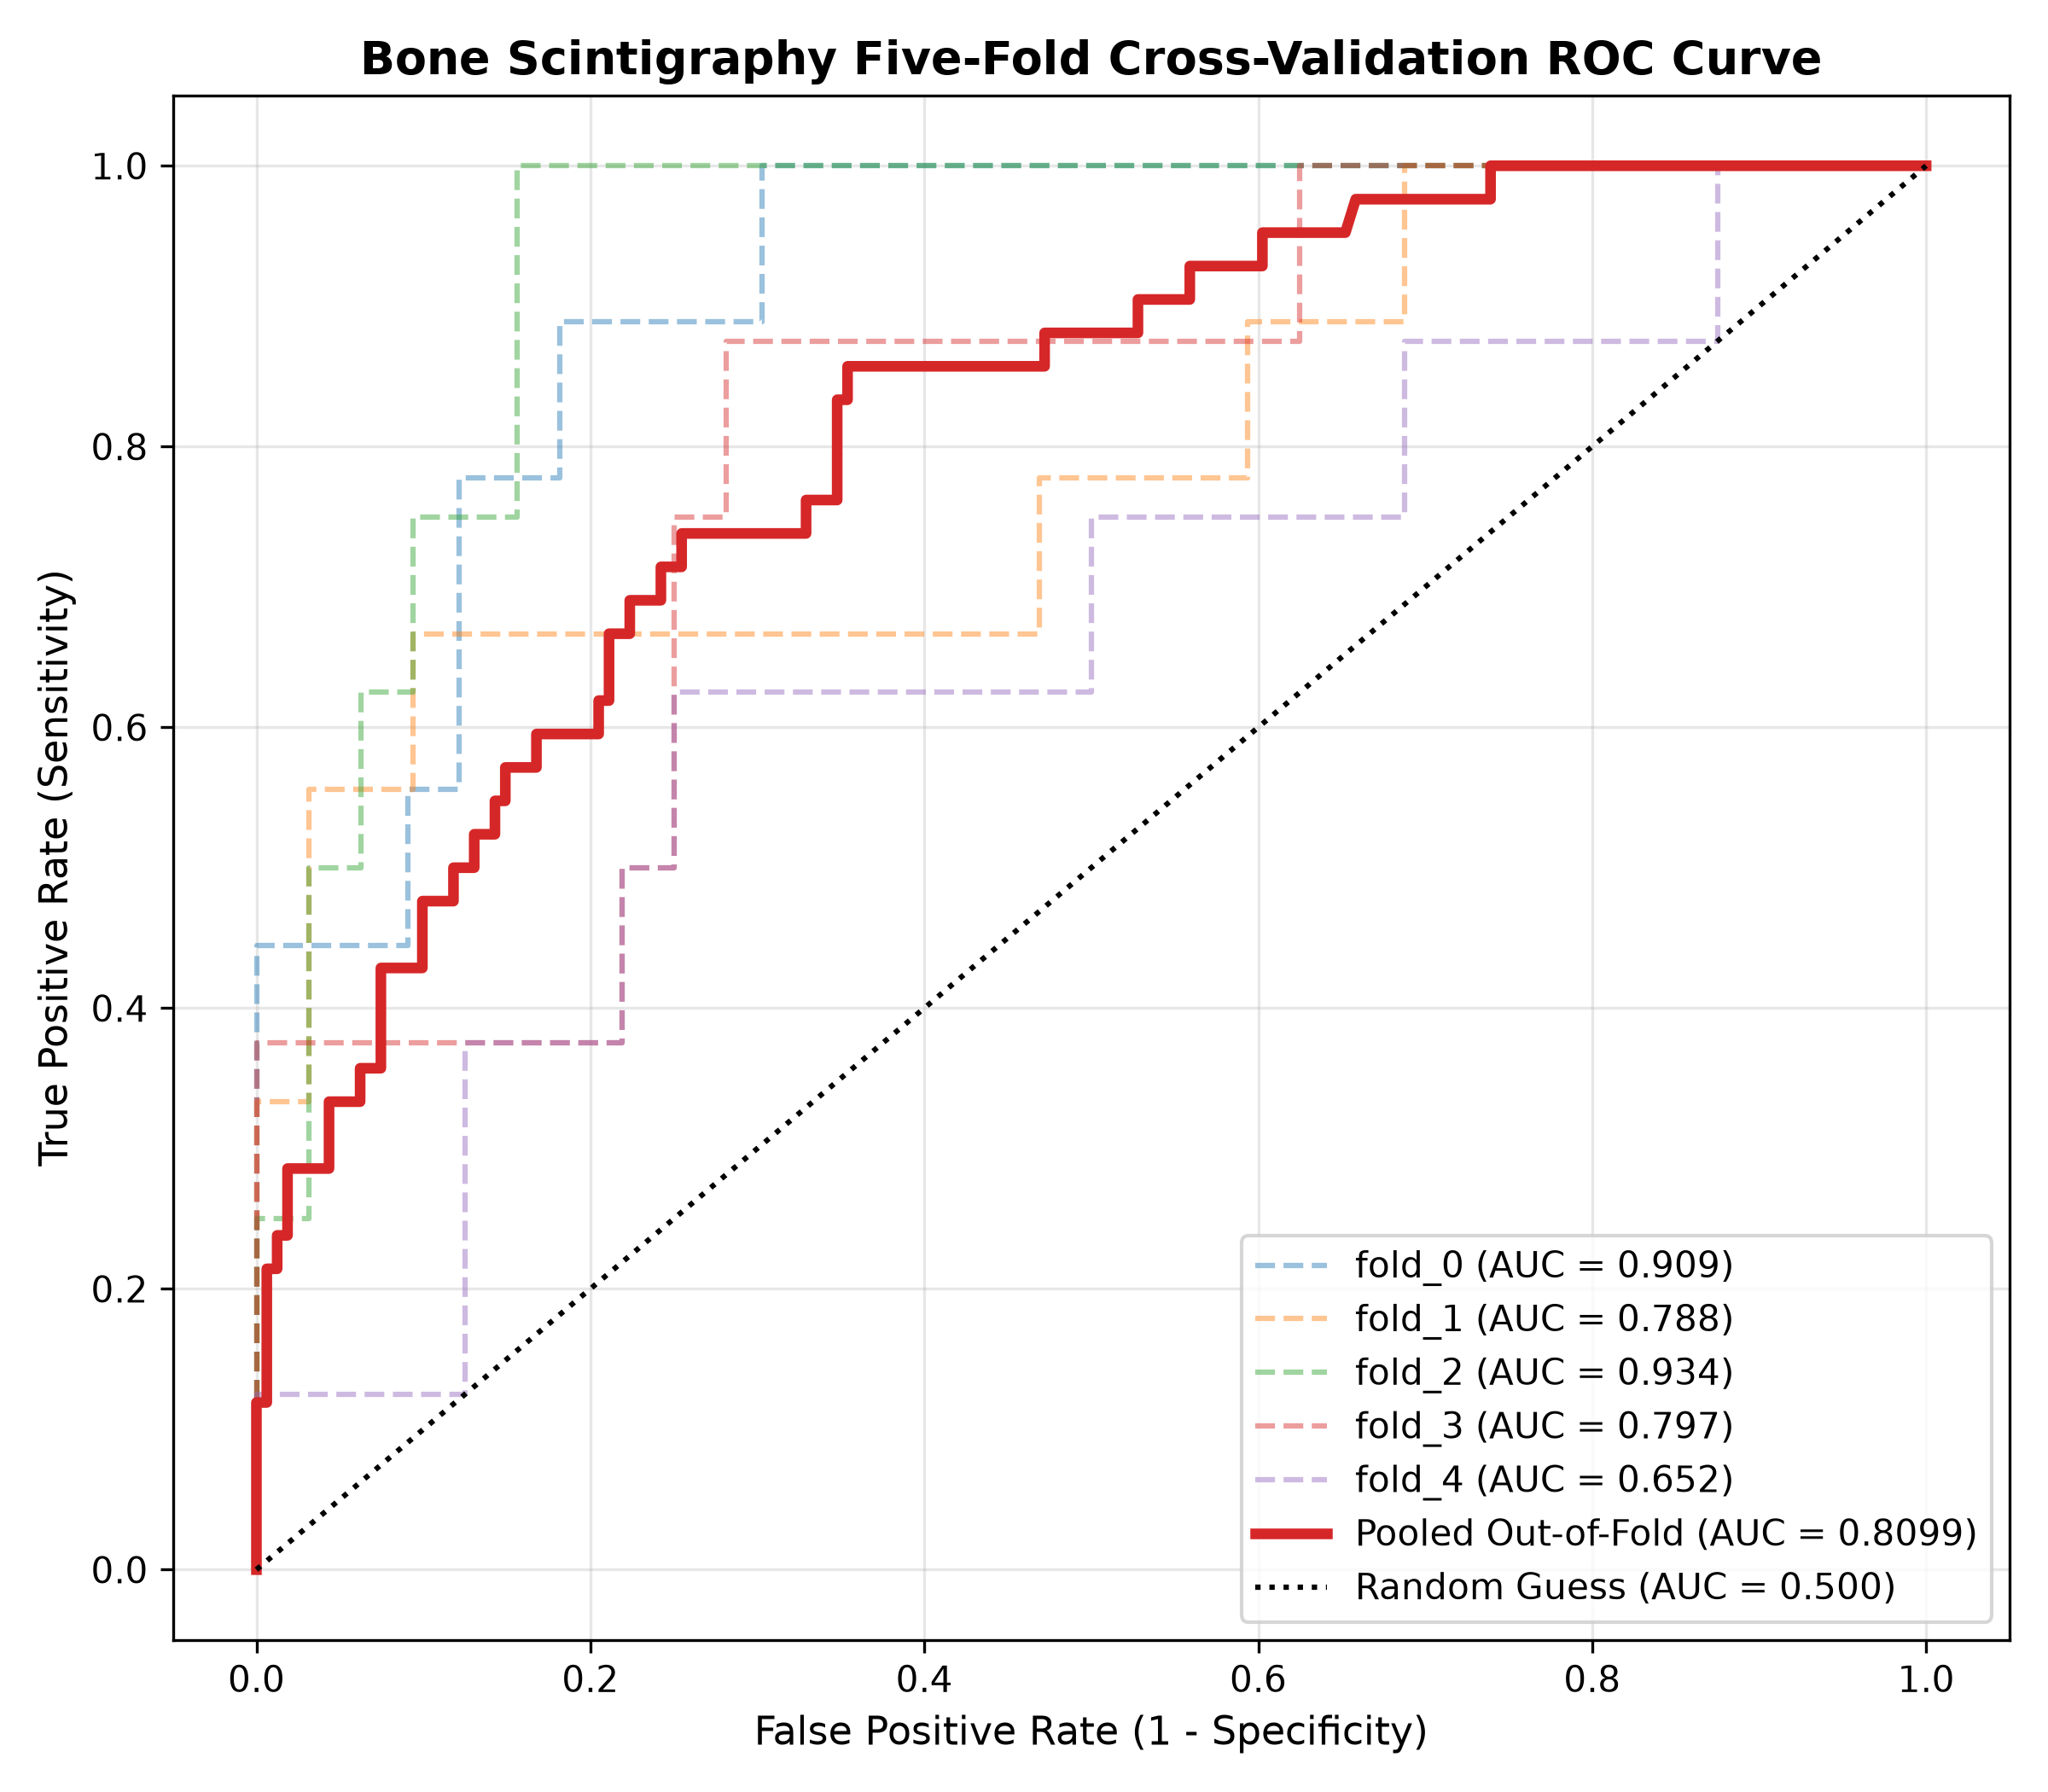 Bone Scintigraphy Five-Fold Cross-Validation ROC Curve
True Positive Rate (Sensitivity)
1.0
0.8
0.6
0.4
0.2
0.0
0.0 0.2 0.4 0.6 0.8 1.0
False Positive Rate (1 - Specificity)
fold_0 (AUC = 0.909)
fold_1 (AUC = 0.788)
fold_2 (AUC = 0.934)
fold_3 (AUC = 0.797)
fold_4 (AUC = 0.652)
Pooled Out-of-Fold (AUC = 0.8099)
Random Guess (AUC = 0.500)